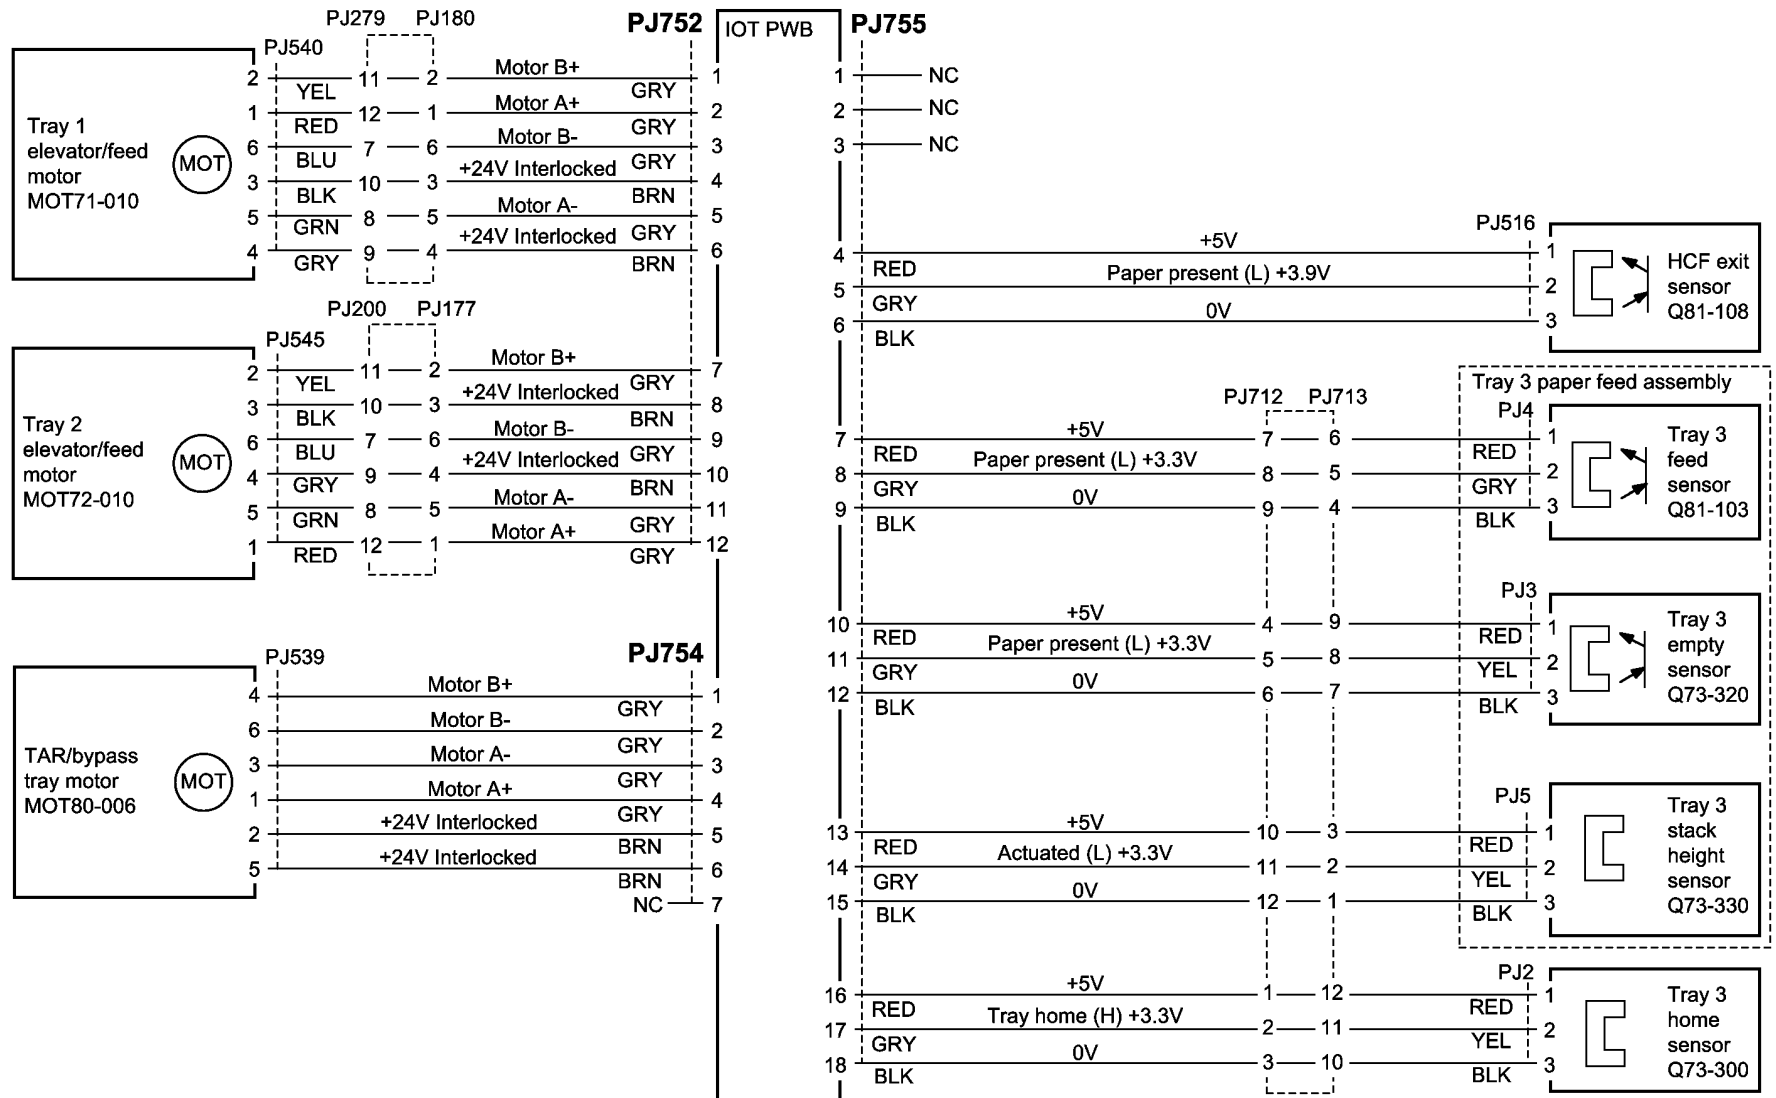 PJ279 PJ180
PJ752
IOT PWB
PJ755
PJ540
2 11 2 Motor B+ 1
YEL GRY
1 12 1 Motor A+ 2
RED GRY
6 7 6 Motor B- 3
BLU GRY
3 10 3 +24V Interlocked 4
BLK BRN
5 8 5 Motor A- 5
GRN GRY
4 9 4 +24V Interlocked 6
GRY BRN
Tray 1
elevator/feed
motor
MOT71-010
MOT
PJ200 PJ177
PJ545
2 11 2 Motor B+ 7
YEL GRY
3 10 3 +24V Interlocked 8
BLK BRN
6 7 6 Motor B- 9
BLU GRY
4 9 4 +24V Interlocked 10
GRY BRN
5 8 5 Motor A- 11
GRN GRY
1 12 1 Motor A+ 12
RED GRY
Tray 2
elevator/feed
motor
MOT72-010
MOT
PJ539
PJ754
4 Motor B+ 1
GRY
6 Motor B- 2
GRY
3 Motor A- 3
GRY
1 Motor A+ 4
GRY
2 +24V Interlocked 5
BRN
5 +24V Interlocked 6
BRN
NC 7
TAR/bypass
tray motor
MOT80-006
MOT
1 NC
2 NC
3 NC
PJ516
4 +5V 1
RED
5 Paper present (L) +3.9V 2
GRY
6 0V 3
BLK
HCF exit
sensor
Q81-108
Tray 3 paper feed assembly
PJ712 PJ713
PJ4
7 +5V 7 6 1
RED RED
8 Paper present (L) +3.3V 8 5 2
GRY GRY
9 0V 9 4 3
BLK BLK
Tray 3
feed
sensor
Q81-103
PJ3
10 +5V 4 9 1
RED RED
11 Paper present (L) +3.3V 5 8 2
GRY YEL
12 0V 6 7 3
BLK BLK
Tray 3
empty
sensor
Q73-320
PJ5
13 +5V 10 3 1
RED RED
14 Actuated (L) +3.3V 11 2 2
GRY YEL
15 0V 12 1 3
BLK BLK
Tray 3
stack
height
sensor
Q73-330
PJ2
16 +5V 1 12 1
RED RED
17 Tray home (H) +3.3V 2 11 2
GRY YEL
18 0V 3 10 3
BLK BLK
Tray 3
home
sensor
Q73-300